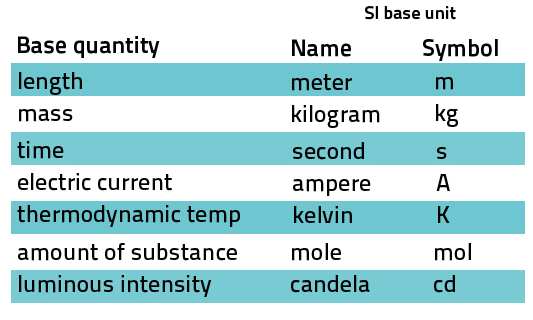 SI base unit
Base quantity Name Symbol
length meter m
mass kilogram kg
time second s
electric current ampere A
thermodynamic temp kelvin K
amount of substance mole mol
luminous intensity candela cd